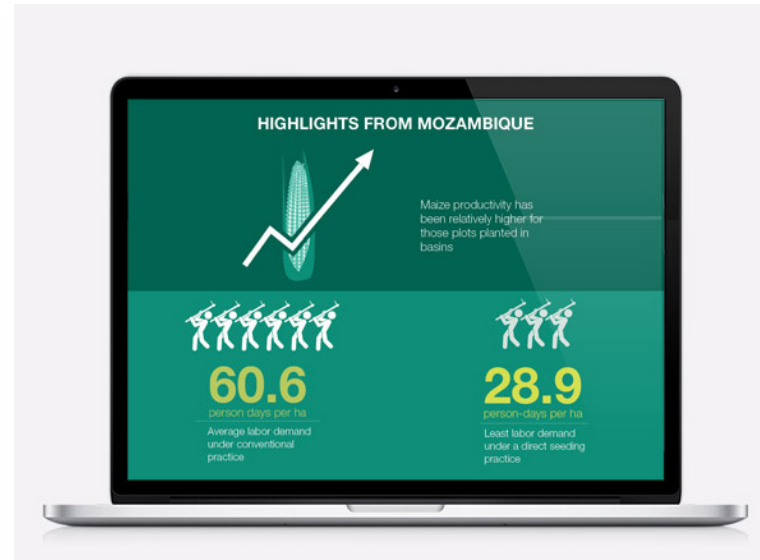 HIGHLIGHTS FROM MOZAMBIQUE
Maize productivity has
been relatively higher for
those plots planted in
basins
60.6
person days per ha
Average labor demand
under conventional
practice
28.9
person-days per ha
Least labor demand
under a direct seeding
practice